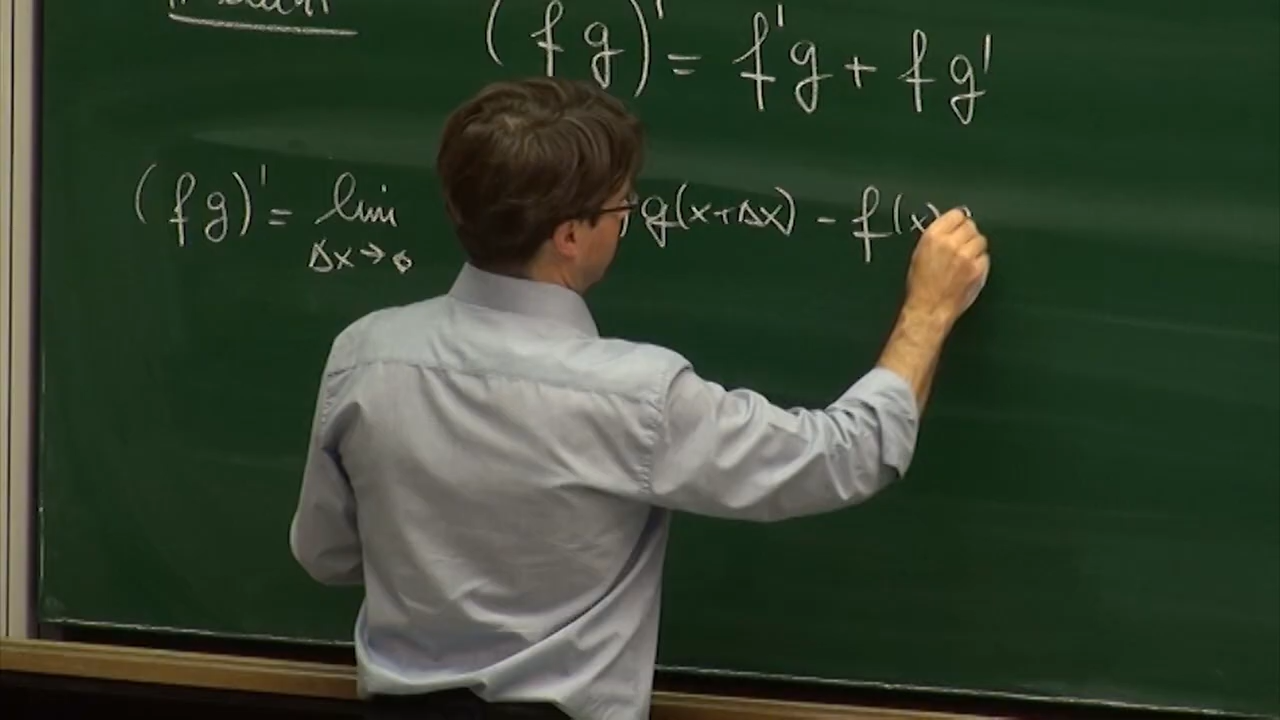 (fg)' = f'g + fg'
(fg)' = lim g(x+Δx) - f(x)
Δx→0